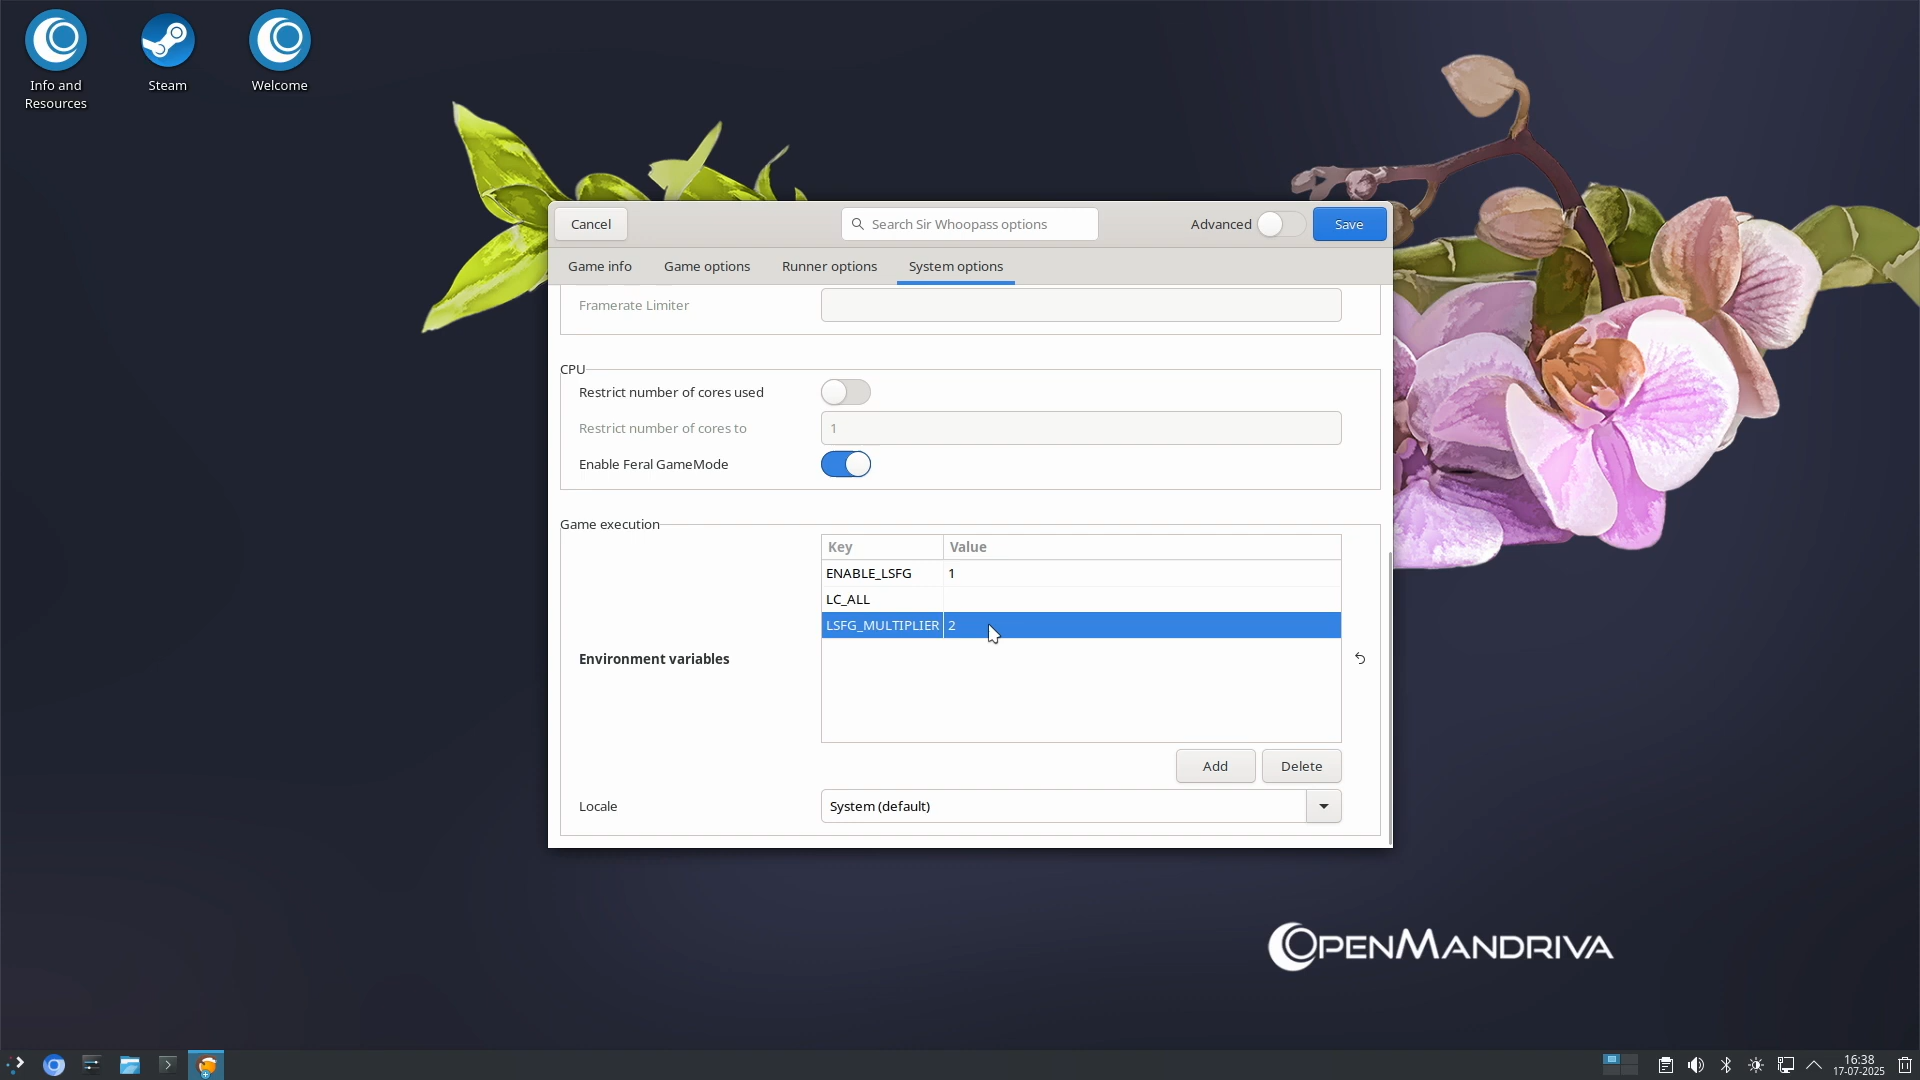 Info and
Resources
Steam
Welcome
Cancel
Search Sir Whoopass options
Advanced
Save
Game info
Game options
Runner options
System options
Framerate Limiter
CPU
Restrict number of cores used
Restrict number of cores to
1
Enable Feral GameMode
Game execution
Key
Value
ENABLE_LSFG
1
LC_ALL
LSFG_MULTIPLIER
2
Environment variables
Add
Delete
Locale
System (default)
OPENMANDRIVA
16:38
17-07-2025